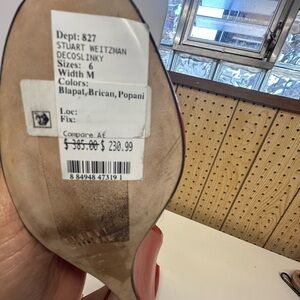 Dept: 827
STUART WEITZMAN
DECOSLINKY
Sizes: 6
Width M
Colors:
Blapat, Brican, Popani
Loc:
Fix:
Compare At
$ 385.00 $ 230.99
8 84948 47319 1